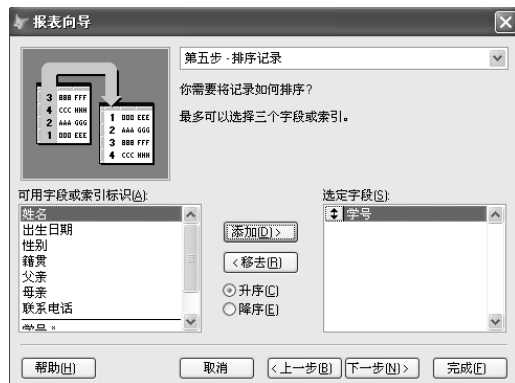 报表向导
第五步 - 排序记录
你需要将记录如何排序?
最多可以选择三个字段或索引。
3 BBB FFF
4 CCC HHH
2 AAA GGG
1 DDD EEE
1 DDD EEE
2 AAA GGG
3 BBB FFF
4 CCC HHH
可用字段或索引标识(A):
选定字段(S):
姓名
出生日期
性别
籍贯
父亲
母亲
联系电话
学号 *
添加(D)>
<移去(R)
升序(C)
降序(E)
学号
帮助(H)
取消
<上一步(B)
下一步(N)>
完成(F)